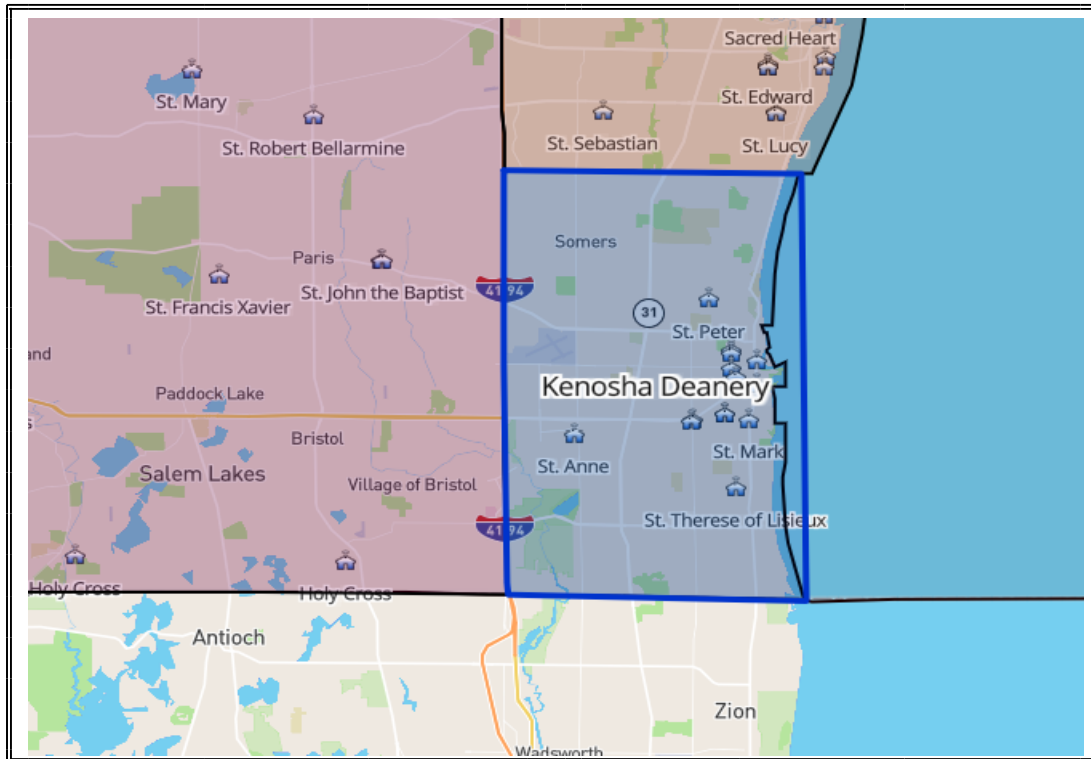 Sacred Heart
St. Mary
St. Edward
St. Robert Bellarmine
St. Sebastian
St. Lucy
Somers
Paris
St. John the Baptist
41
94
St. Francis Xavier
31
St. Peter
and
Kenosha Deanery
Paddock Lake
s
Bristol
St. Mark
St. Anne
Salem Lakes
Village of Bristol
St. Therese of Lisieux
41
94
Holy Cross
Holy Cross
Antioch
Zion
Wadsworth